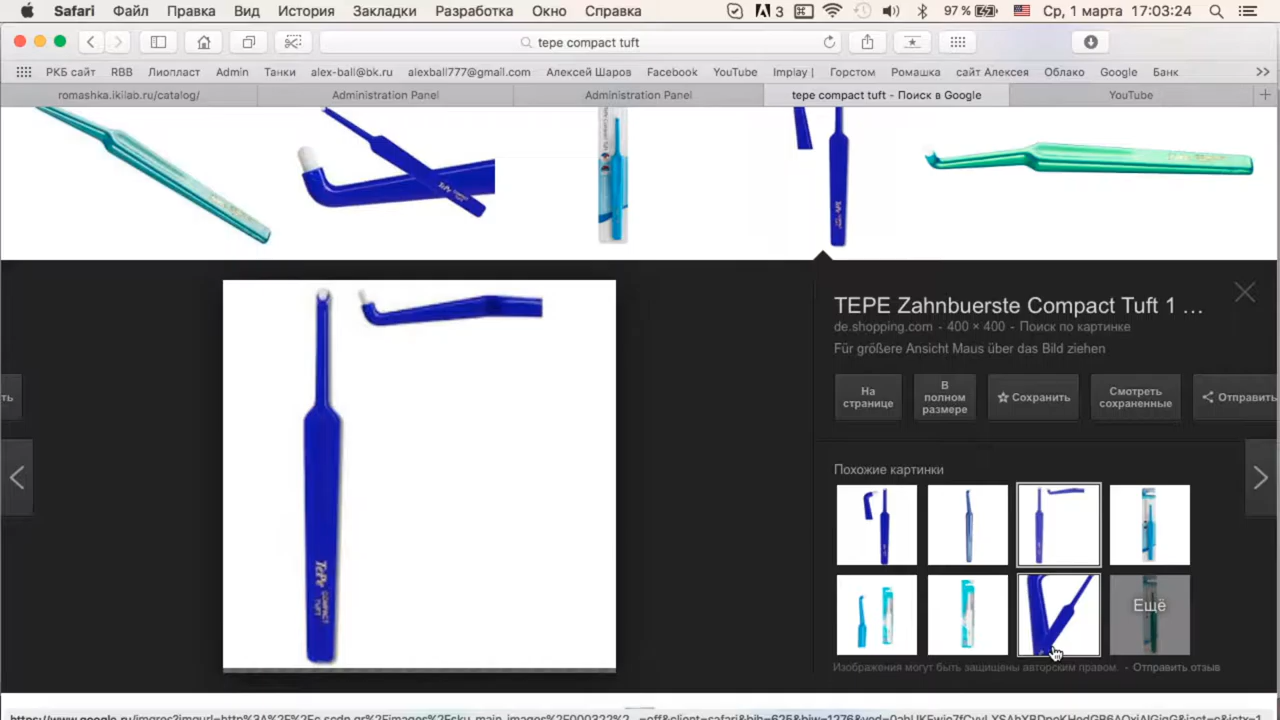 Safari Файл Правка Вид История Закладки Разработка Окно Справка 3 97 % Ср, 1 марта 17:03:24
tepe compact tuft
РКБ сайт RBB Лиопласт Admin Танки alex-bali@bk.ru alexball777@gmail.com Алексей Шаров Facebook YouTube Implay | Горстом Ромашка сайт Алексея Облако Google Банк
romashka.ikilab.ru/catalog/ Administration Panel Administration Panel tepe compact tuft - Поиск в Google YouTube
TEPE Zahnbuerste Compact Tuft 1 ...
de.shopping.com - 400 × 400 - Поиск по картинке
Für größere Ansicht Maus über das Bild ziehen
ть
На странице
В полном размере
Сохранить
Смотреть сохраненные
Отправить
Похожие картинки
TePe COMPACT TUFT
Ещё
Изображения могут быть защищены авторским правом. - Отправить отзыв